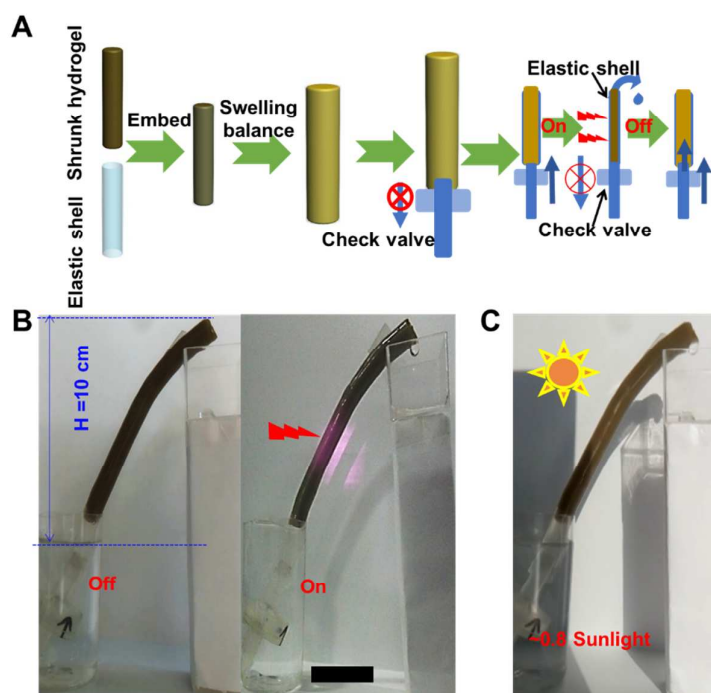 A
Shrunk hydrogel
Elastic shell
Embed
Swelling
balance
Check valve
Elastic shell
On
Off
Check valve
B
H =10 cm
Off
On
C
~0.8 Sunlight